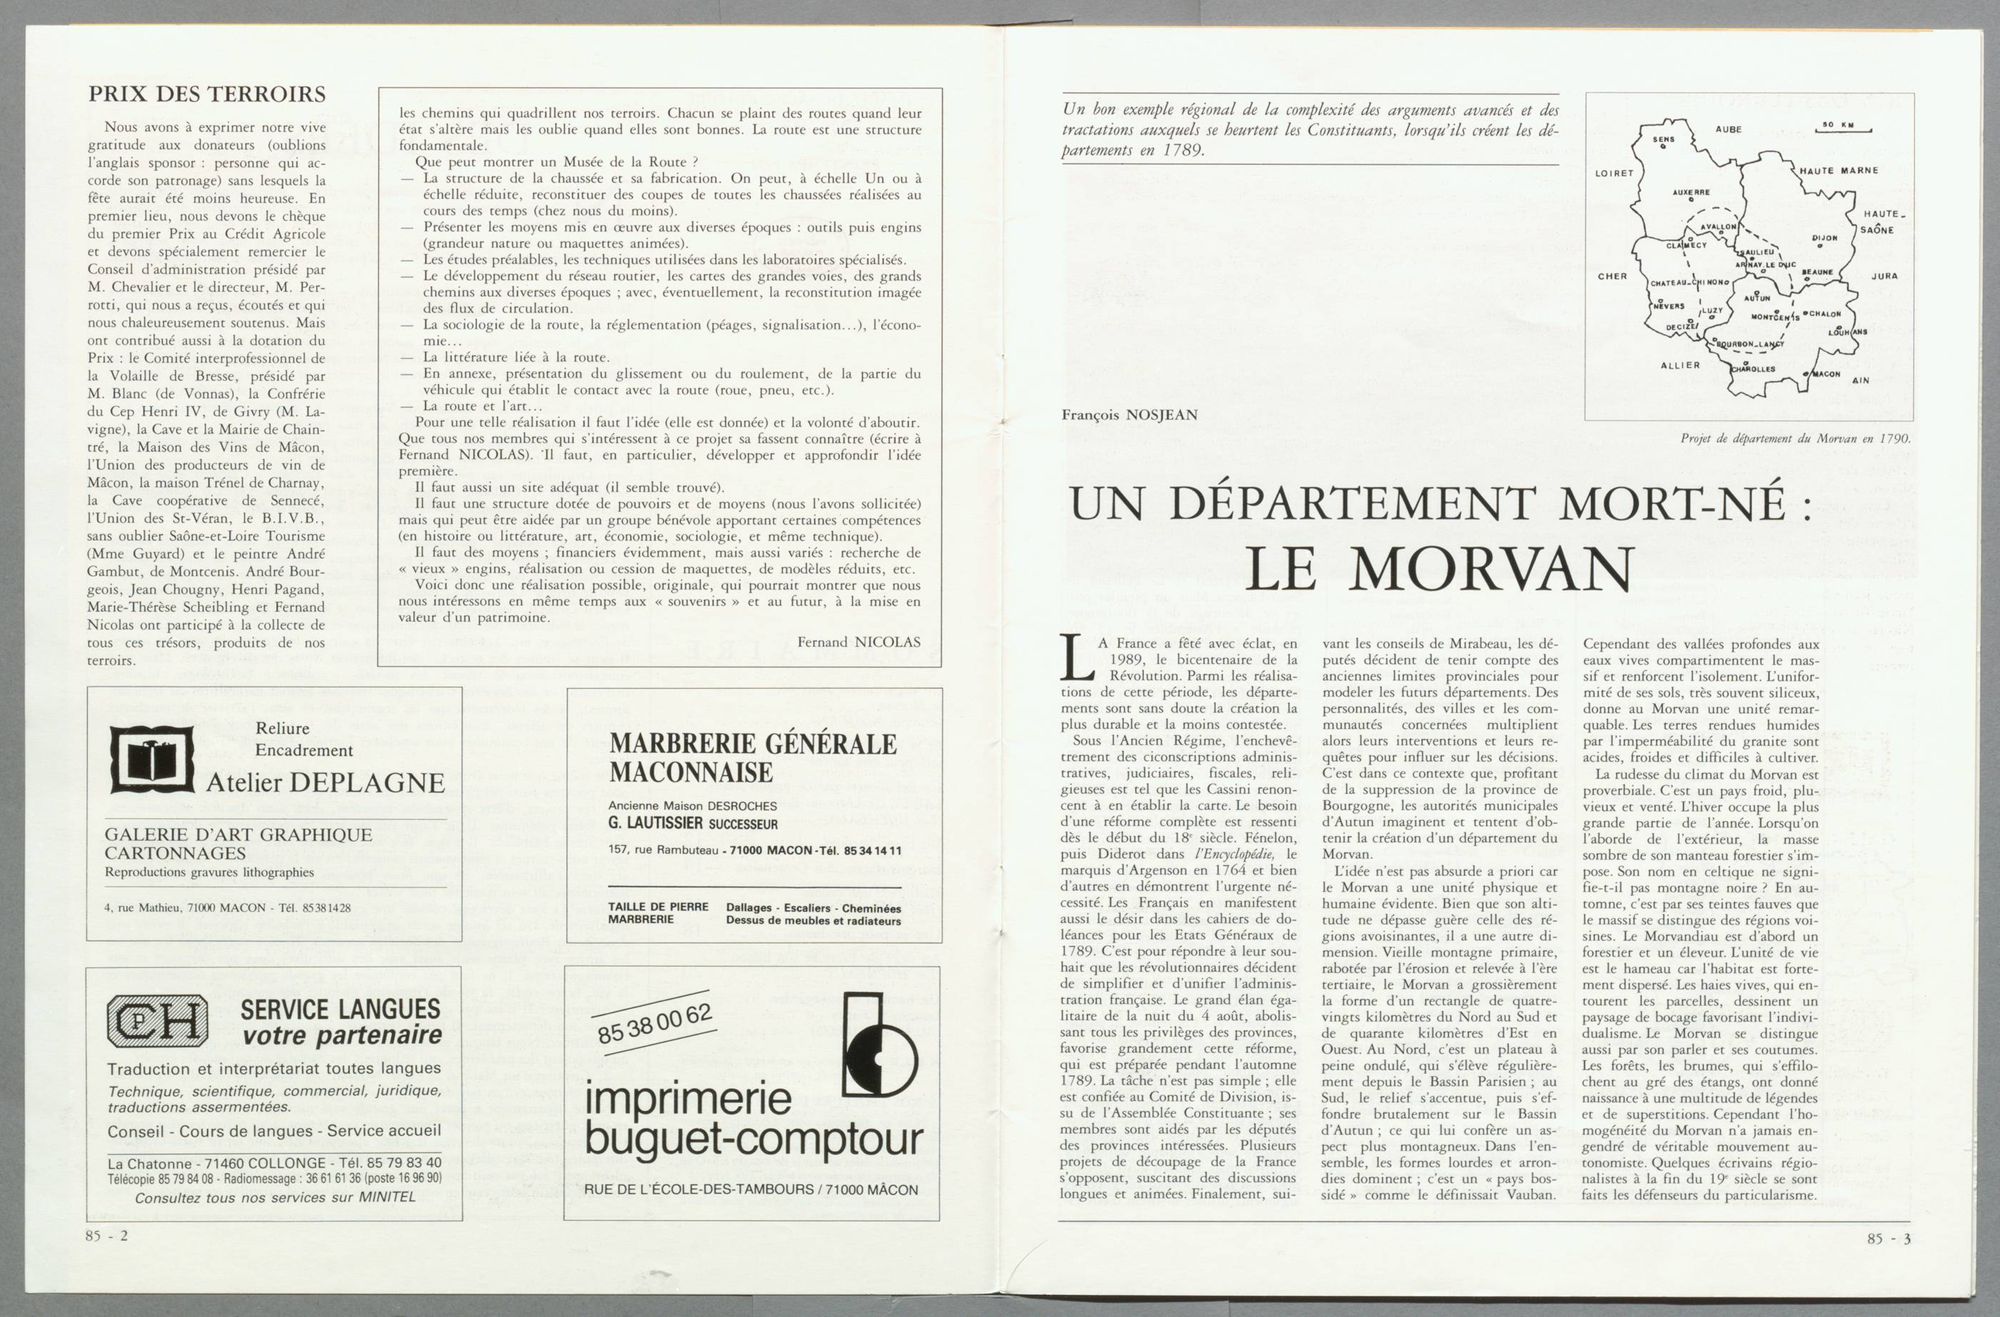 PRIX DES TERROIRS
Nous avons à exprimer notre vive
gratitude aux donateurs (oublions
l'anglais sponsor : personne qui ac-
corde son patronage) sans lesquels la
fête aurait été moins heureuse. En
premier lieu, nous devons le chèque
du premier Prix au Crédit Agricole
et devons spécialement remercier le
Conseil d'administration présidé par
M. Chevalier et le directeur, M. Per-
rotti, qui nous a reçus, écoutés et qui
nous chaleureusement soutenus. Mais
ont contribué aussi à la dotation du
Prix : le Comité interprofessionnel de
la Volaille de Bresse, présidé par
M. Blanc (de Vonnas), la Confrérie
du Cep Henri IV, de Givry (M. La-
vigne), la Cave et la Mairie de Chain-
tré, la Maison des Vins de Mâcon,
l'Union des producteurs de vin de
Mâcon, la maison Trénel de Charnay,
la Cave coopérative de Sennecé,
l'Union des St-Véran, le B.I.V.B.,
sans oublier Saône-et-Loire Tourisme
(Mme Guyard) et le peintre André
Gambut, de Montcenis. André Bour-
geois, Jean Chougny, Henri Pagand,
Marie-Thérèse Scheibling et Fernand
Nicolas ont participé à la collecte de
tous ces trésors, produits de nos
terroirs.
les chemins qui quadrillent nos terroirs. Chacun se plaint des routes quand leur
état s'altère mais les oublie quand elles sont bonnes. La route est une structure
fondamentale.
Que peut montrer un Musée de la Route ?
— La structure de la chaussée et sa fabrication. On peut, à échelle Un ou à
échelle réduite, reconstituer des coupes de toutes les chaussées réalisées au
cours des temps (chez nous du moins).
— Présenter les moyens mis en œuvre aux diverses époques : outils puis engins
(grandeur nature ou maquettes animées).
— Les études préalables, les techniques utilisées dans les laboratoires spécialisés.
— Le développement du réseau routier, les cartes des grandes voies, des grands
chemins aux diverses époques ; avec, éventuellement, la reconstitution imagée
des flux de circulation.
— La sociologie de la route, la réglementation (péages, signalisation...), l'écono-
mie...
— La littérature liée à la route.
— En annexe, présentation du glissement ou du roulement, de la partie du
véhicule qui établit le contact avec la route (roue, pneu, etc.).
— La route et l'art...
Pour une telle réalisation il faut l'idée (elle est donnée) et la volonté d'aboutir.
Que tous nos membres qui s'intéressent à ce projet sa fassent connaître (écrire à
Fernand NICOLAS). Il faut, en particulier, développer et approfondir l'idée
première.
Il faut aussi un site adéquat (il semble trouvé).
Il faut une structure dotée de pouvoirs et de moyens (nous l'avons sollicitée)
mais qui peut être aidée par un groupe bénévole apportant certaines compétences
(en histoire ou littérature, art, économie, sociologie, et même technique).
Il faut des moyens ; financiers évidemment, mais aussi variés : recherche de
« vieux » engins, réalisation ou cession de maquettes, de modèles réduits, etc.
Voici donc une réalisation possible, originale, qui pourrait montrer que nous
nous intéressons en même temps aux « souvenirs » et au futur, à la mise en
valeur d'un patrimoine.
Fernand NICOLAS
Reliure
Encadrement
Atelier DEPLAGNE
GALERIE D'ART GRAPHIQUE
CARTONNAGES
Reproductions gravures lithographies
4, rue Mathieu, 71000 MACON - Tél. 85381428
MARBRERIE GÉNÉRALE
MACONNAISE
Ancienne Maison DESROCHES
G. LAUTISSIER SUCCESSEUR
157, rue Rambuteau - 71000 MACON - Tél. 85 34 14 11
TAILLE DE PIERRE Dallages - Escaliers - Cheminées
MARBRERIE Dessus de meubles et radiateurs
CPH
SERVICE LANGUES
votre partenaire
Traduction et interprétariat toutes langues
Technique, scientifique, commercial, juridique,
traductions assermentées.
Conseil - Cours de langues - Service accueil
La Chatonne - 71460 COLLONGE - Tél. 85 79 83 40
Télécopie 85 79 84 08 - Radiomessage : 36 61 61 36 (poste 16 96 90)
Consultez tous nos services sur MINITEL
85 38 00 62
imprimerie
buguet-comptour
RUE DE L'ÉCOLE-DES-TAMBOURS / 71000 MÂCON
85 - 2
Un bon exemple régional de la complexité des arguments avancés et des
tractations auxquels se heurtent les Constituants, lorsqu'ils créent les dé-
partements en 1789.
François NOSJEAN
50 KM
AUBE
SENS
LOIRET
HAUTE MARNE
AUXERRE
HAUTE-
SAÔNE
AVALLON
CLAMECY
DIJON
SAULIEU
ARNAY.LE DUC
BEAUNE
CHER
JURA
CHATEAU-CHINON
AUTUN
NEVERS
LUZY
MONTCENIS
CHALON
DECIZE
LOUHANS
BOURBON-LANCY
ALLIER
CHAROLLES
MACON
AIN
Projet de département du Morvan en 1790.
UN DÉPARTEMENT MORT-NÉ :
LE MORVAN
LA France a fêté avec éclat, en
1989, le bicentenaire de la
Révolution. Parmi les réalisa-
tions de cette période, les départe-
ments sont sans doute la création la
plus durable et la moins contestée.
Sous l'Ancien Régime, l'enchevê-
trement des ciconscriptions adminis-
tratives, judiciaires, fiscales, reli-
gieuses est tel que les Cassini renon-
cent à en établir la carte. Le besoin
d'une réforme complète est ressenti
dès le début du 18e siècle. Fénelon,
puis Diderot dans l'Encyclopédie, le
marquis d'Argenson en 1764 et bien
d'autres en démontrent l'urgente né-
cessité. Les Français en manifestent
aussi le désir dans les cahiers de do-
léances pour les Etats Généraux de
1789. C'est pour répondre à leur sou-
hait que les révolutionnaires décident
de simplifier et d'unifier l'adminis-
tration française. Le grand élan éga-
litaire de la nuit du 4 août, abolis-
sant tous les privilèges des provinces,
favorise grandement cette réforme,
qui est préparée pendant l'automne
1789. La tâche n'est pas simple ; elle
est confiée au Comité de Division, is-
su de l'Assemblée Constituante ; ses
membres sont aidés par les députés
des provinces intéressées. Plusieurs
projets de découpage de la France
s'opposent, suscitant des discussions
longues et animées. Finalement, sui-
vant les conseils de Mirabeau, les dé-
putés décident de tenir compte des
anciennes limites provinciales pour
modeler les futurs départements. Des
personnalités, des villes et les com-
munautés concernées multiplient
alors leurs interventions et leurs re-
quêtes pour influer sur les décisions.
C'est dans ce contexte que, profitant
de la suppression de la province de
Bourgogne, les autorités municipales
d'Autun imaginent et tentent d'ob-
tenir la création d'un département du
Morvan.
L'idée n'est pas absurde a priori car
le Morvan a une unité physique et
humaine évidente. Bien que son alti-
tude ne dépasse guère celle des ré-
gions avoisinantes, il a une autre di-
mension. Vieille montagne primaire,
rabotée par l'érosion et relevée à l'ère
tertiaire, le Morvan a grossièrement
la forme d'un rectangle de quatre-
vingts kilomètres du Nord au Sud et
de quarante kilomètres d'Est en
Ouest. Au Nord, c'est un plateau à
peine ondulé, qui s'élève régulière-
ment depuis le Bassin Parisien ; au
Sud, le relief s'accentue, puis s'ef-
fondre brutalement sur le Bassin
d'Autun ; ce qui lui confère un as-
pect plus montagneux. Dans l'en-
semble, les formes lourdes et arron-
dies dominent ; c'est un « pays bos-
sidé » comme le définissait Vauban.
Cependant des vallées profondes aux
eaux vives compartimentent le mas-
sif et renforcent l'isolement. L'unifor-
mité de ses sols, très souvent siliceux,
donne au Morvan une unité remar-
quable. Les terres rendues humides
par l'imperméabilité du granite sont
acides, froides et difficiles à cultiver.
La rudesse du climat du Morvan est
proverbiale. C'est un pays froid, plu-
vieux et venté. L'hiver occupe la plus
grande partie de l'année. Lorsqu'on
l'aborde de l'extérieur, la masse
sombre de son manteau forestier s'im-
pose. Son nom en celtique ne signi-
fie-t-il pas montagne noire ? En au-
tomne, c'est par ses teintes fauves que
le massif se distingue des régions voi-
sines. Le Morvandiau est d'abord un
forestier et un éleveur. L'unité de vie
est le hameau car l'habitat est forte-
ment dispersé. Les haies vives, qui en-
tourent les parcelles, dessinent un
paysage de bocage favorisant l'indivi-
dualisme. Le Morvan se distingue
aussi par son parler et ses coutumes.
Les forêts, les brumes, qui s'effilo-
chent au gré des étangs, ont donné
naissance à une multitude de légendes
et de superstitions. Cependant l'ho-
mogénéité du Morvan n'a jamais en-
gendré de véritable mouvement au-
tonomiste. Quelques écrivains régio-
nalistes à la fin du 19e siècle se sont
faits les défenseurs du particularisme.
85 - 3